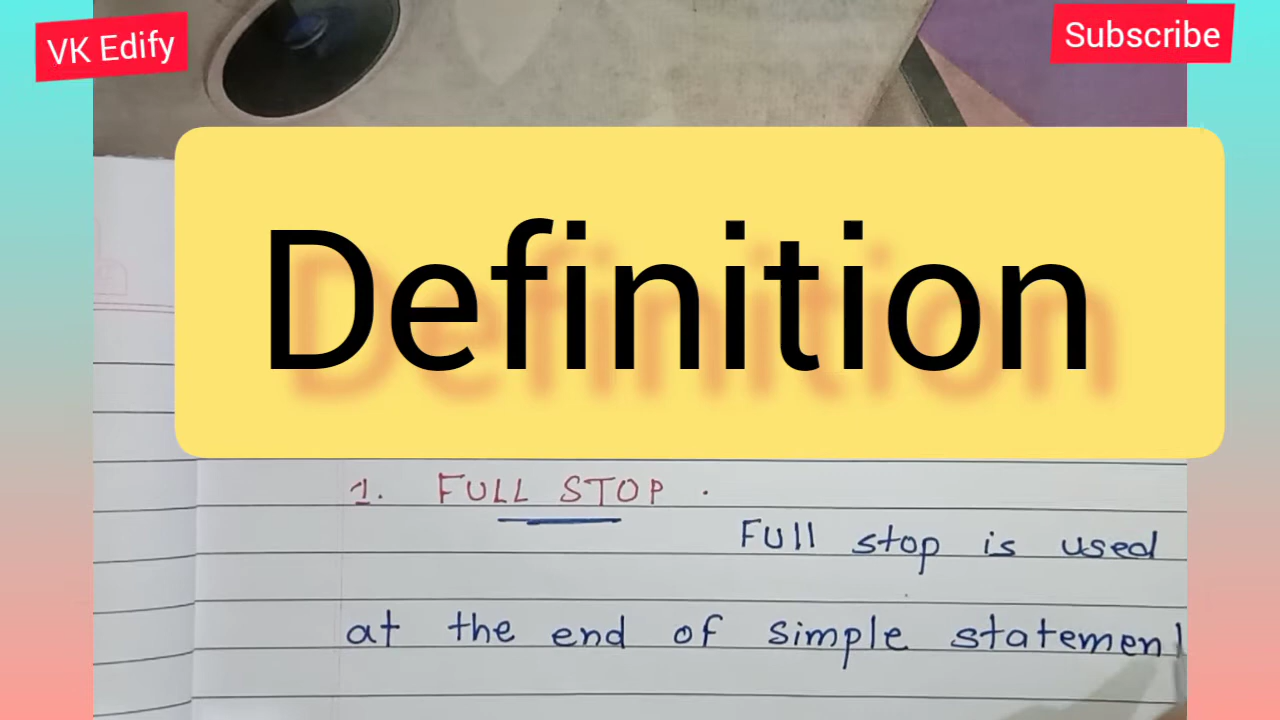 VK Edify
Subscribe
Definition
1. FULL STOP .
Full stop is used
at the end of simple statement